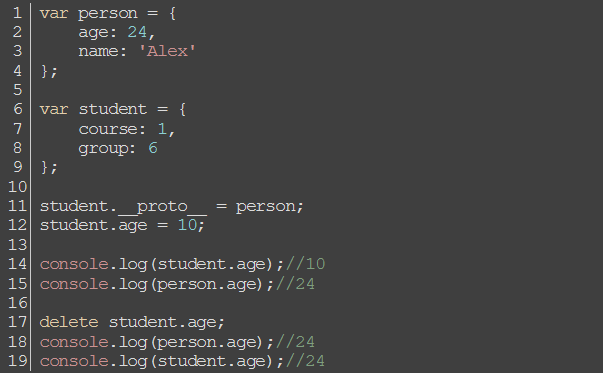 1 var person = {
2     age: 24,
3     name: 'Alex'
4 };
5
6 var student = {
7     course: 1,
8     group: 6
9 };
10
11 student.__proto__ = person;
12 student.age = 10;
13
14 console.log(student.age);//10
15 console.log(person.age);//24
16
17 delete student.age;
18 console.log(person.age);//24
19 console.log(student.age);//24